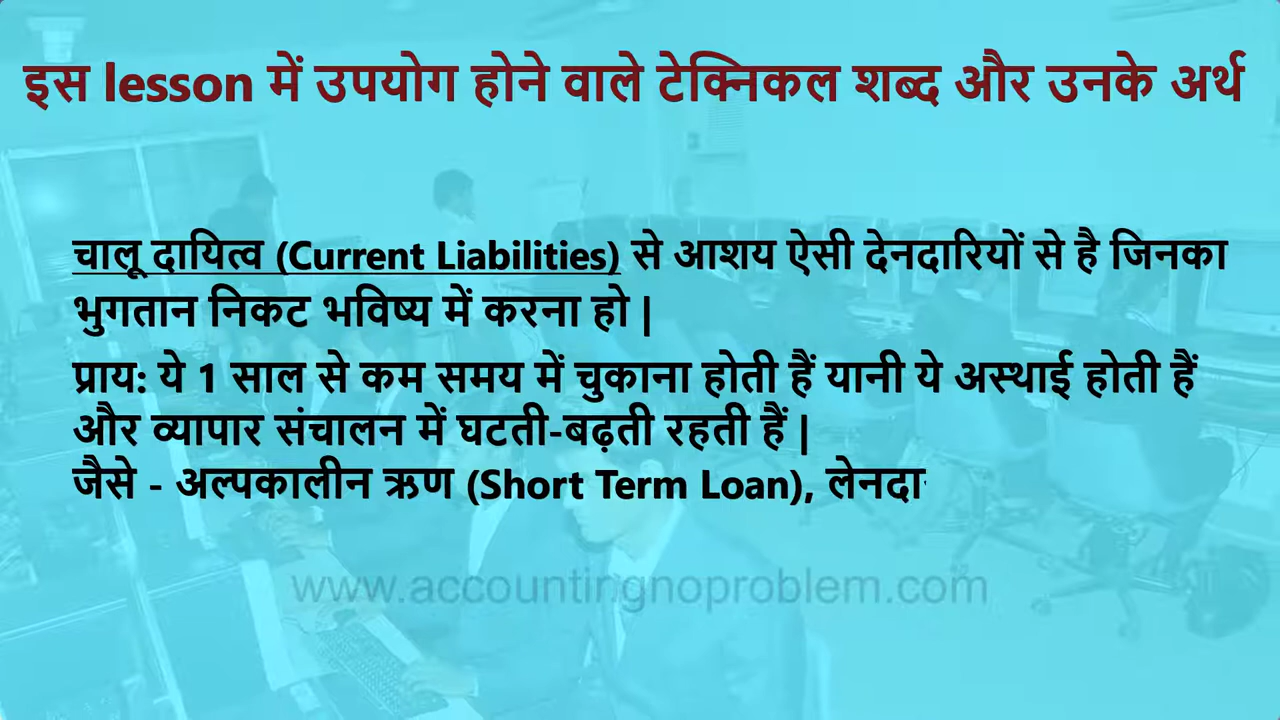 इस lesson में उपयोग होने वाले टेक्निकल शब्द और उनके अर्थ
चालू दायित्व (Current Liabilities) से आशय ऐसी देनदारियों से है जिनका
भुगतान निकट भविष्य में करना हो |
प्राय: ये 1 साल से कम समय में चुकाना होती हैं यानी ये अस्थाई होती हैं
और व्यापार संचालन में घटती-बढ़ती रहती हैं |
जैसे - अल्पकालीन ऋण (Short Term Loan),
www.accountingnoproblem.com